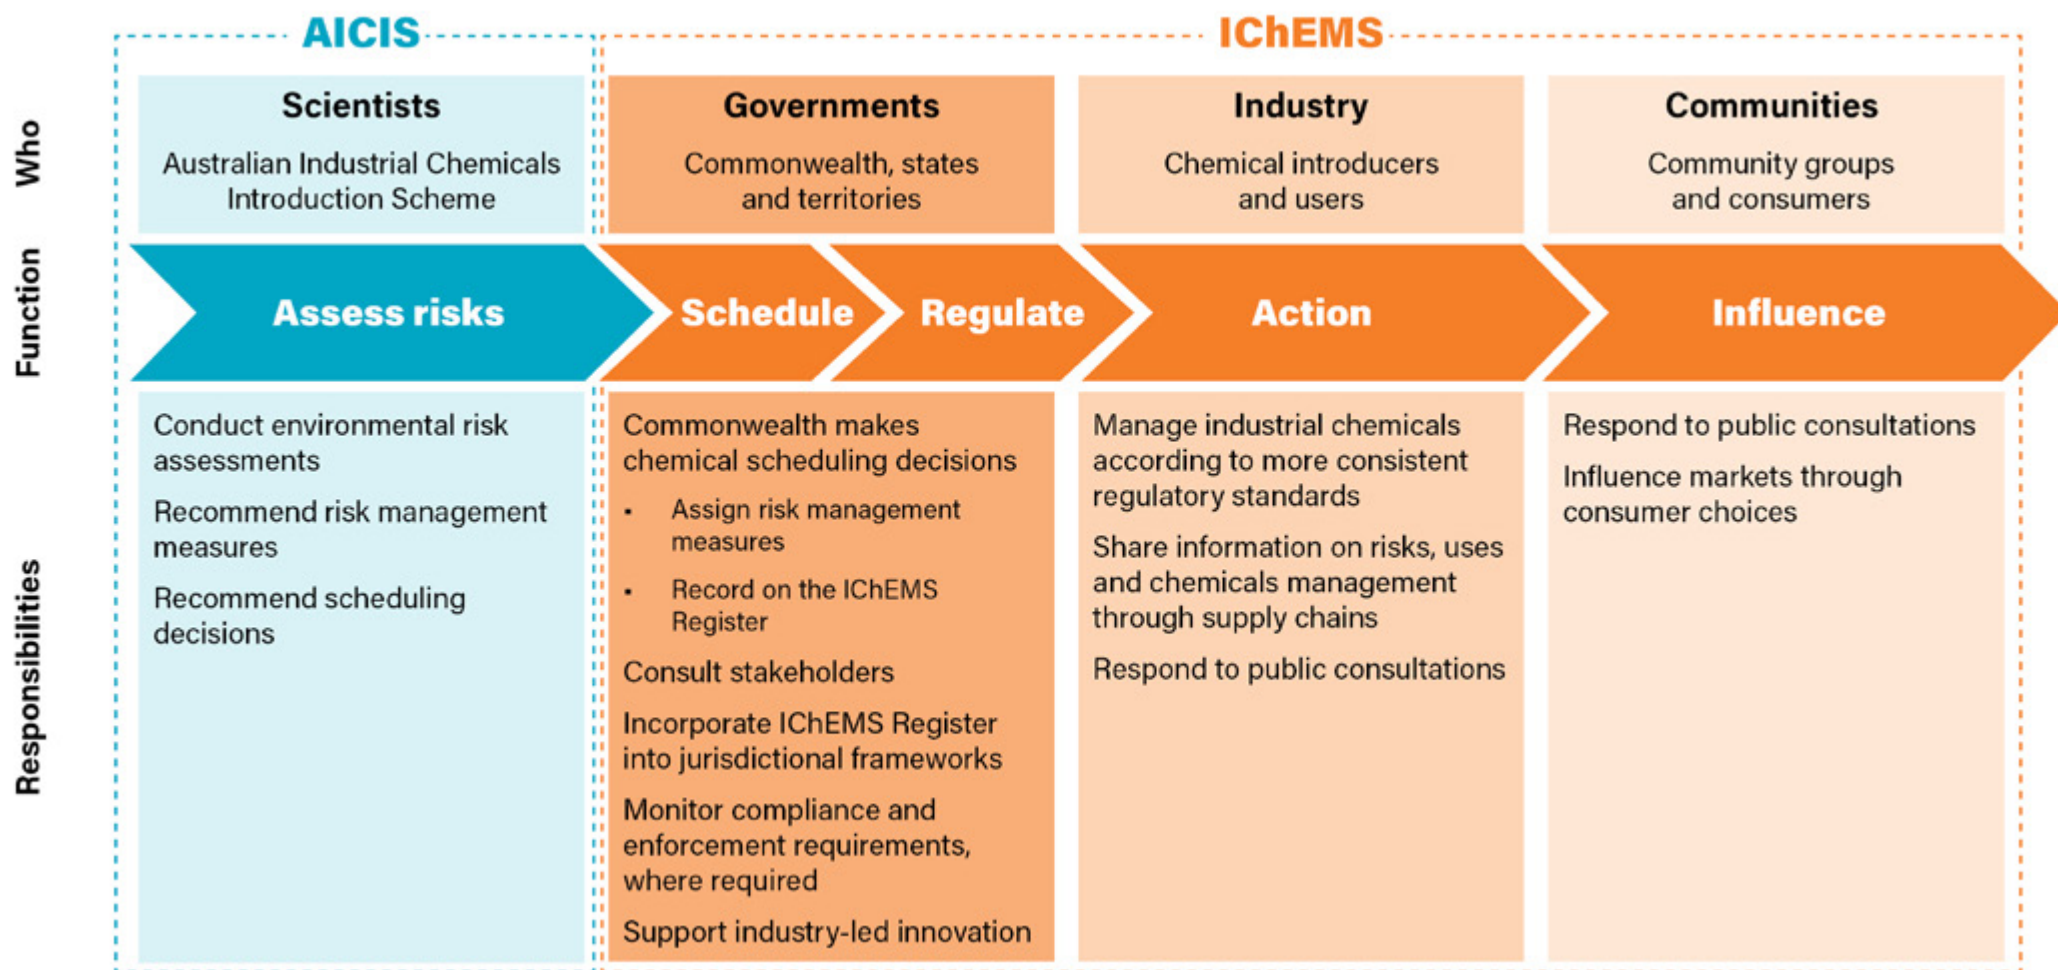 AICIS
IChEMS
Who
Scientists
Australian Industrial Chemicals
Introduction Scheme
Governments
Commonwealth, states
and territories
Industry
Chemical introducers
and users
Communities
Community groups
and consumers
Function
Assess risks
Schedule
Regulate
Action
Influence
Responsibilities
Conduct environmental risk
assessments
Recommend risk management
measures
Recommend scheduling
decisions
Commonwealth makes
chemical scheduling decisions
• Assign risk management
measures
• Record on the IChEMS
Register
Consult stakeholders
Incorporate IChEMS Register
into jurisdictional frameworks
Monitor compliance and
enforcement requirements,
where required
Support industry-led innovation
Manage industrial chemicals
according to more consistent
regulatory standards
Share information on risks, uses
and chemicals management
through supply chains
Respond to public consultations
Respond to public consultations
Influence markets through
consumer choices